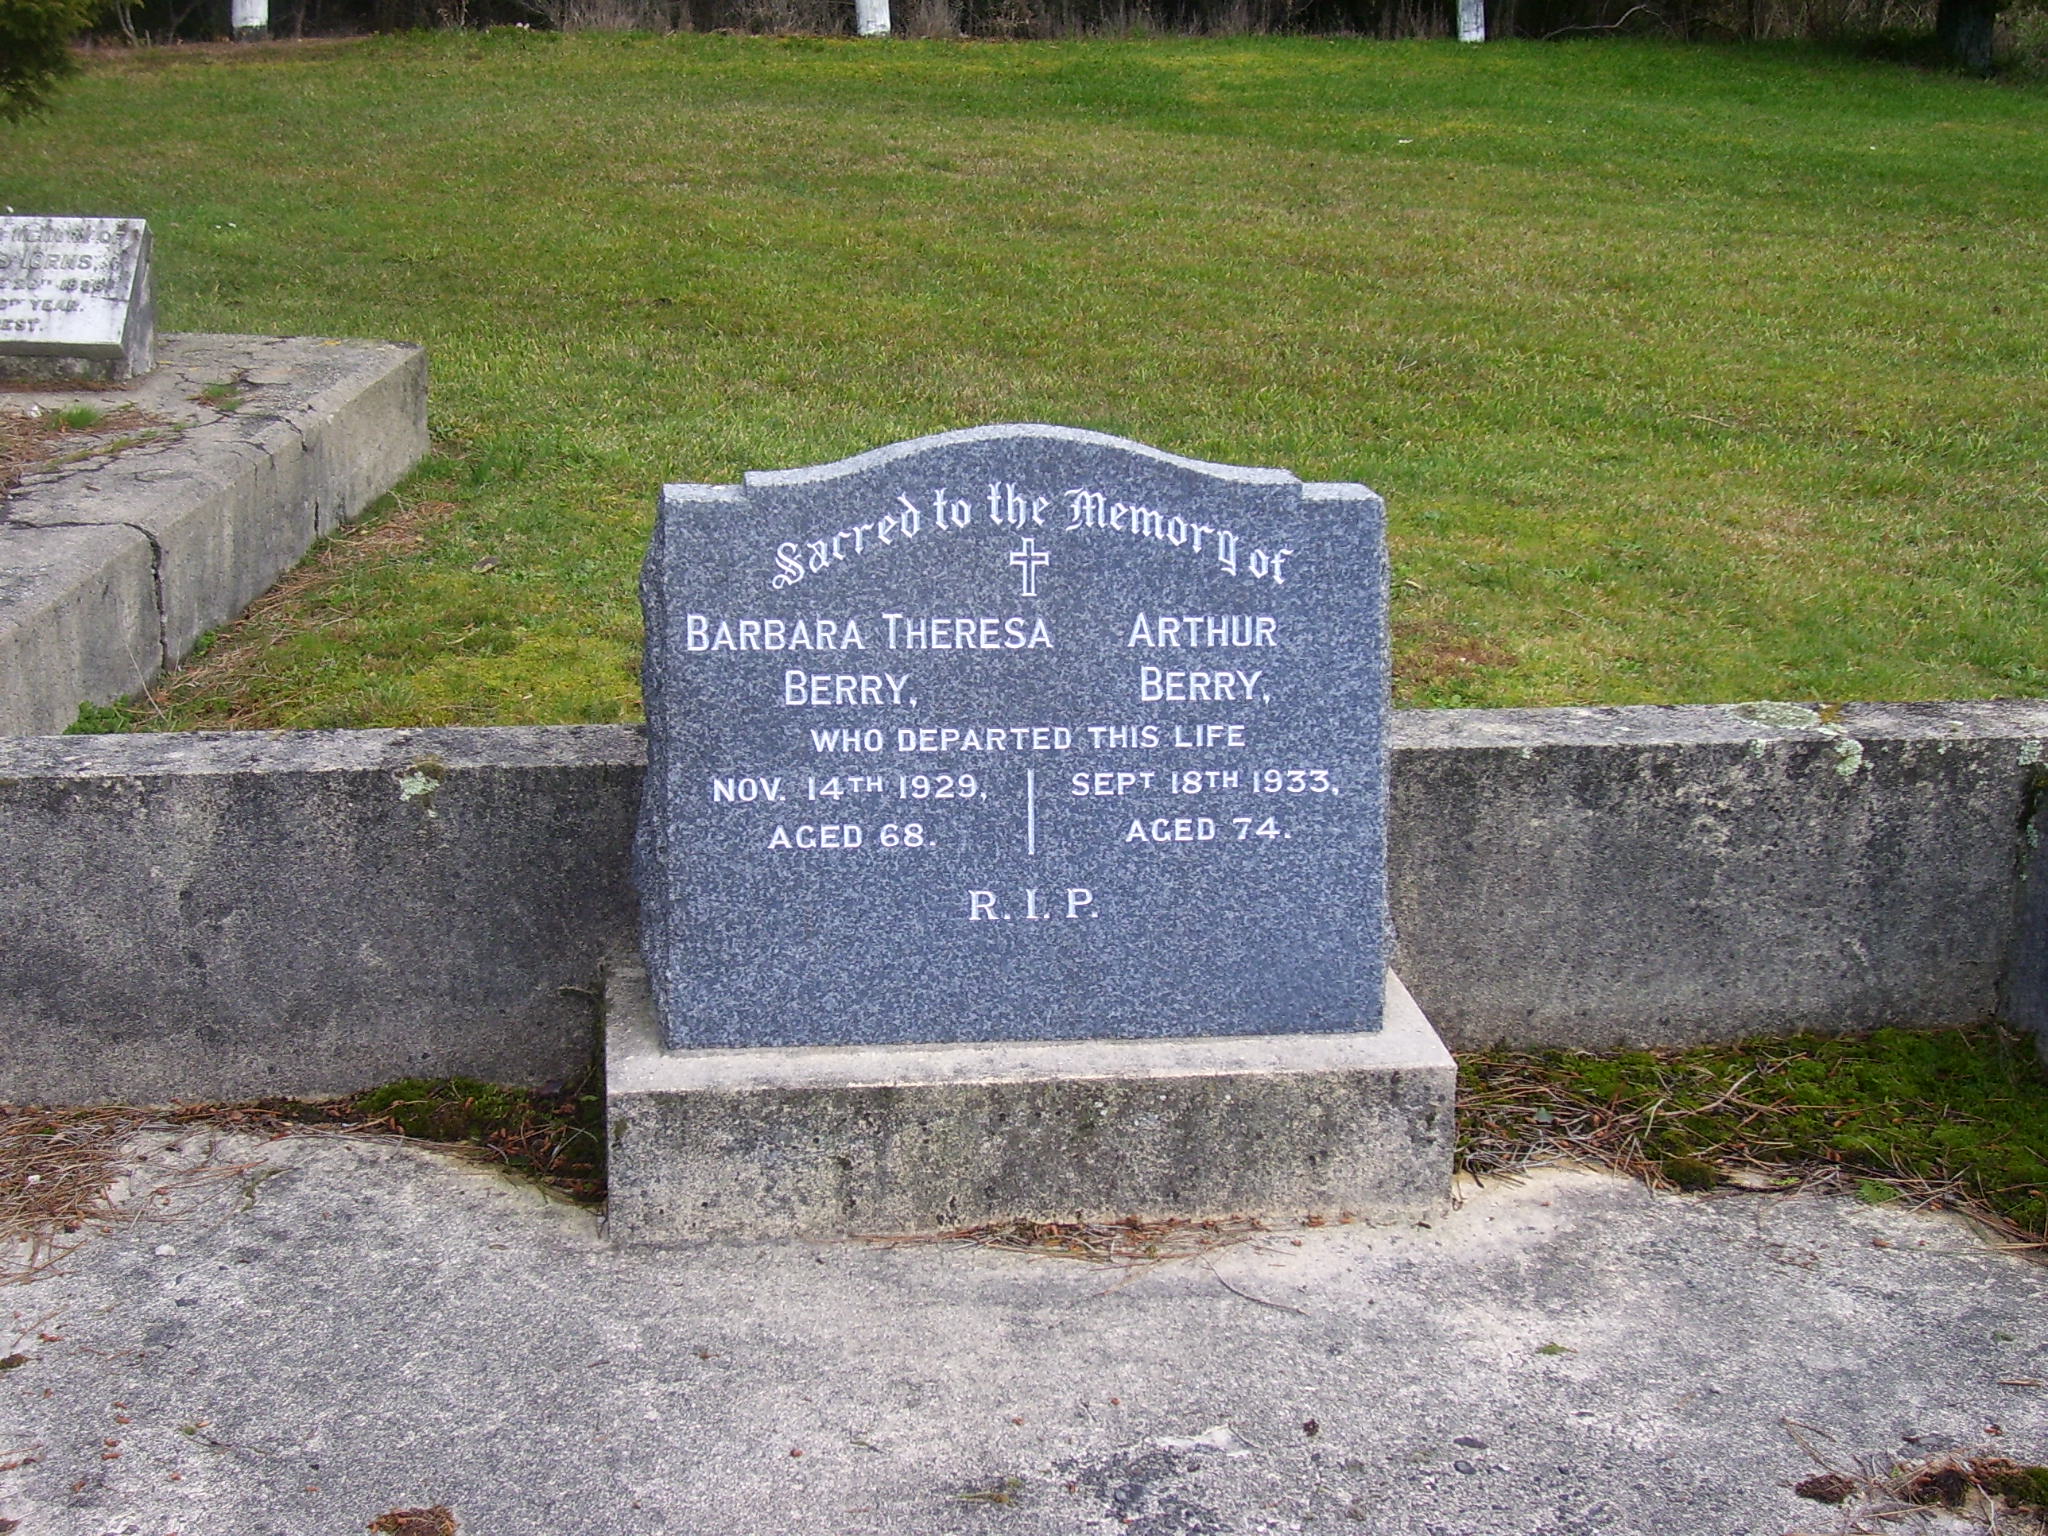 Sacred to the Memory of
BARBARA THERESA BERRY,
ARTHUR BERRY,
WHO DEPARTED THIS LIFE
NOV. 14TH 1929,
AGED 68.
SEPT 18TH 1933,
AGED 74.
R. I. P.
YEAR.